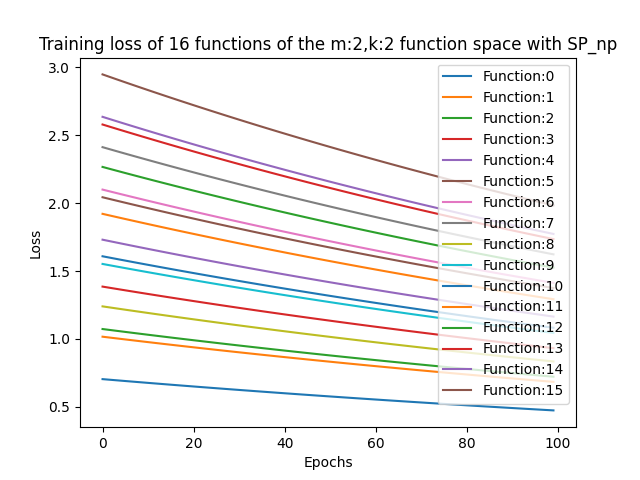 Training loss of 16 functions of the m:2,k:2 function space with SP_np
3.0
2.5
2.0
1.5
1.0
0.5
Loss
0
20
40
60
80
100
Epochs
Function:0
Function:1
Function:2
Function:3
Function:4
Function:5
Function:6
Function:7
Function:8
Function:9
Function:10
Function:11
Function:12
Function:13
Function:14
Function:15